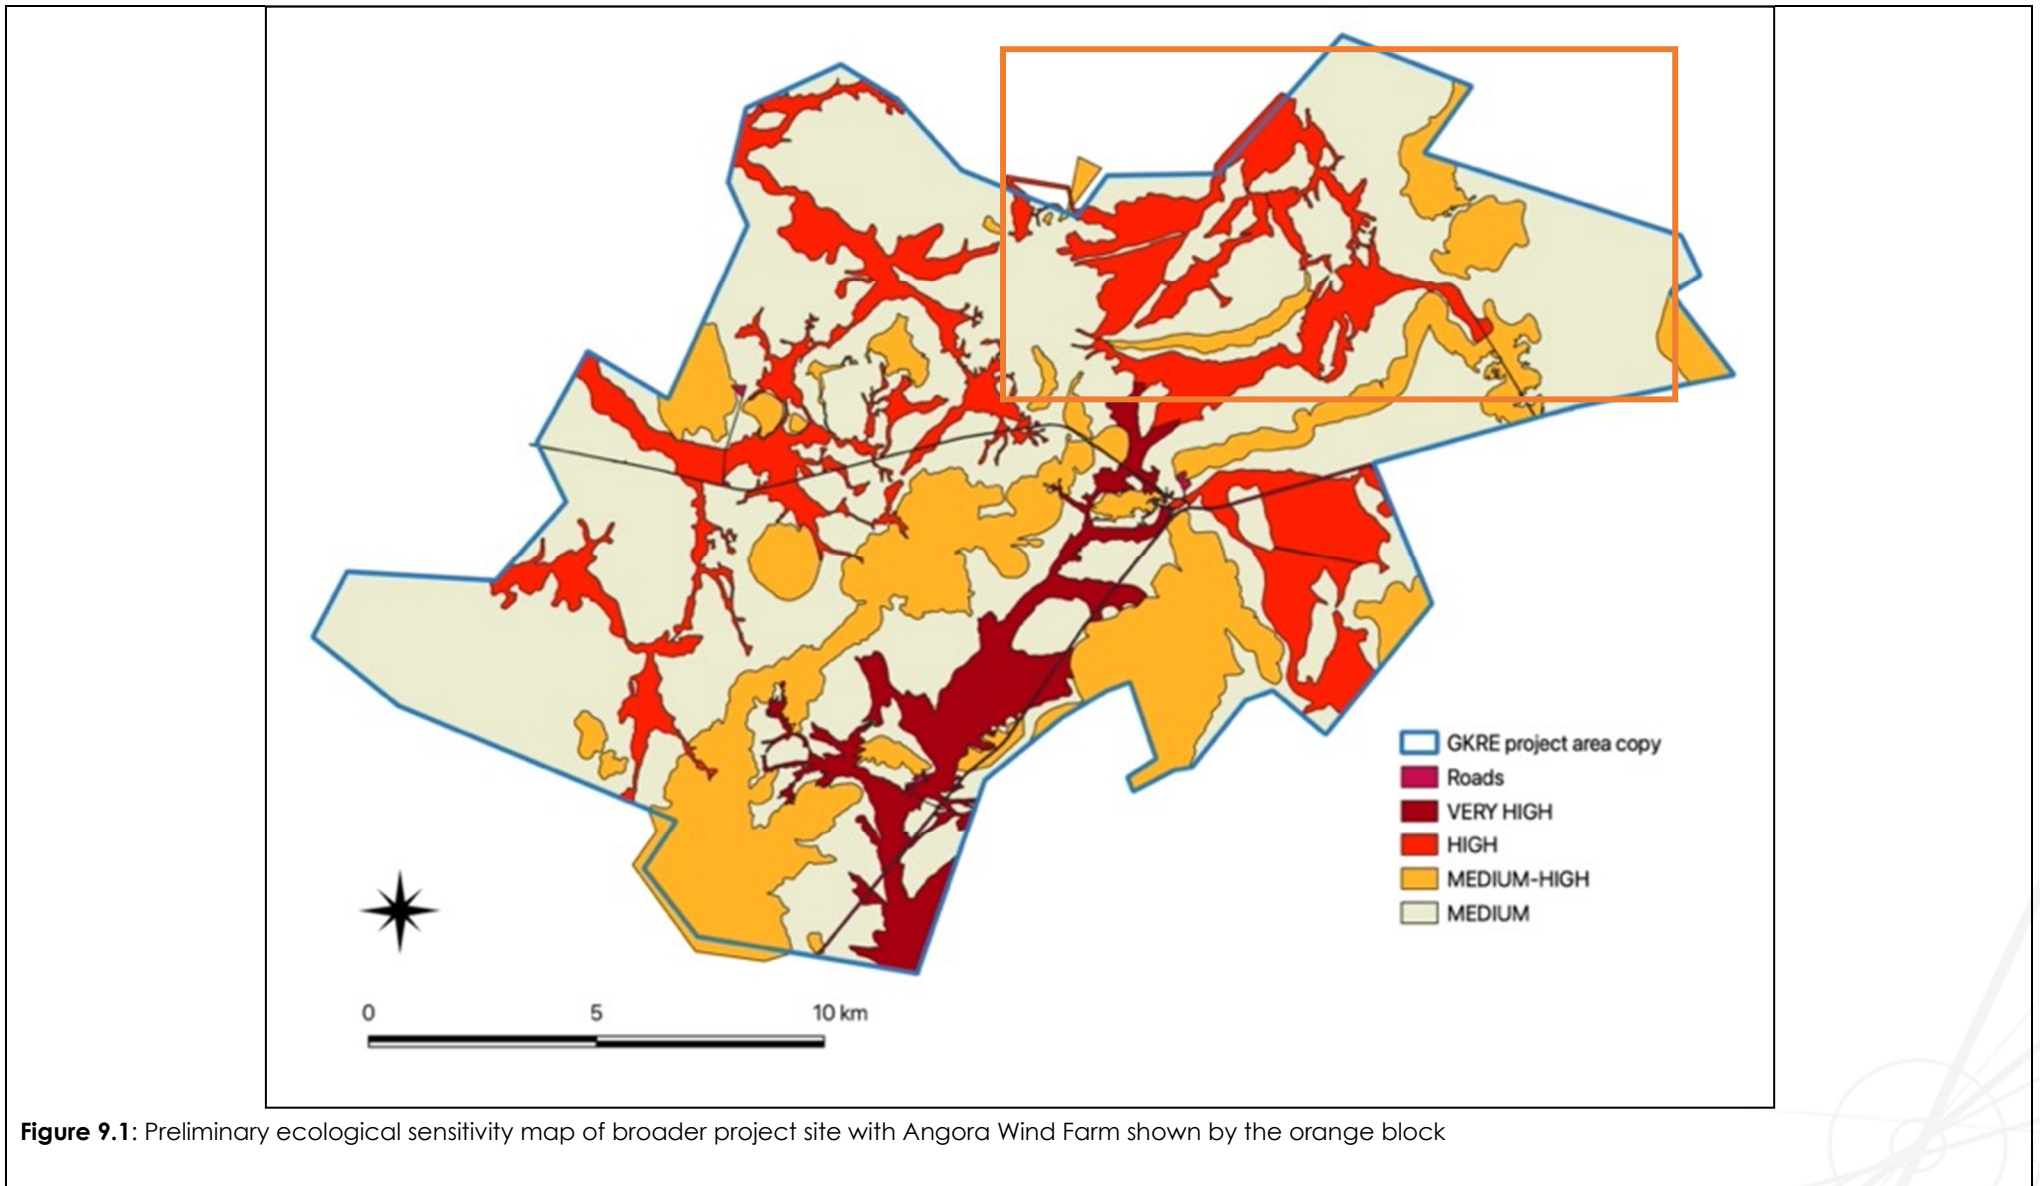 GKRE project area copy
Roads
VERY HIGH
HIGH
MEDIUM-HIGH
MEDIUM
0 5 10 km
Figure 9.1: Preliminary ecological sensitivity map of broader project site with Angora Wind Farm shown by the orange block